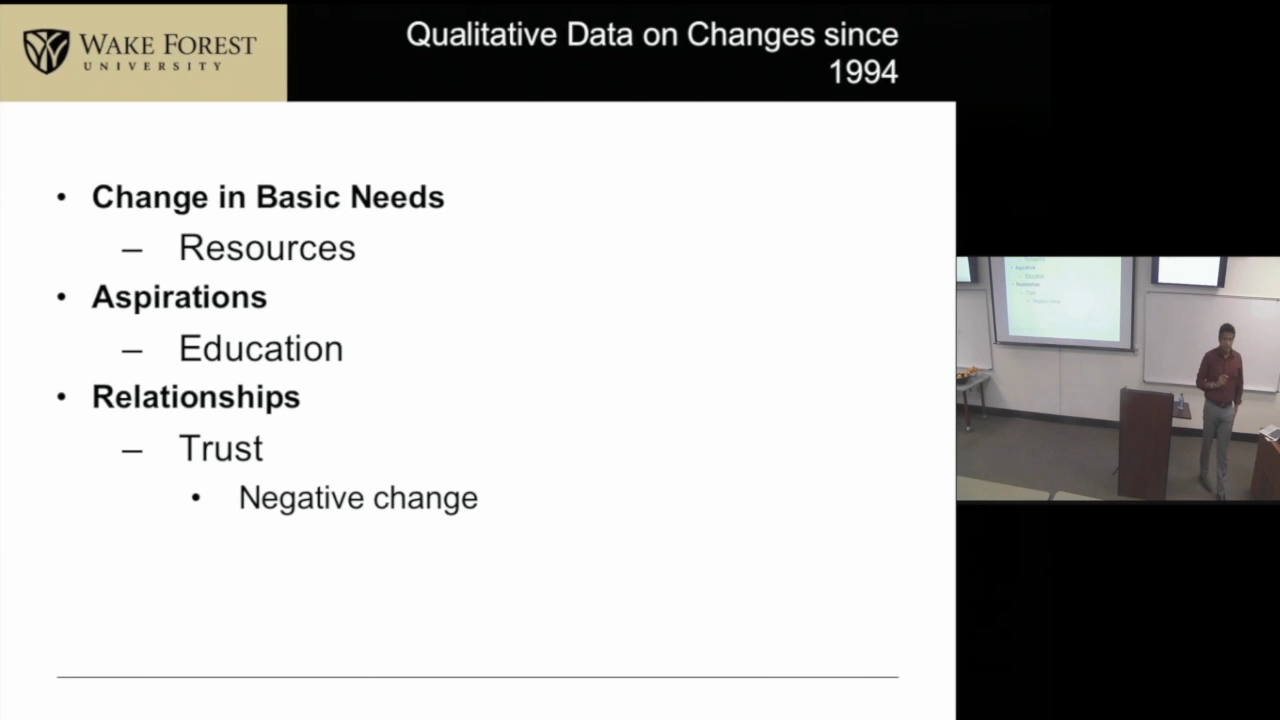 WAKE FOREST
UNIVERSITY
Qualitative Data on Changes since
1994
• Change in Basic Needs
– Resources
• Aspirations
– Education
• Relationships
– Trust
• Negative change